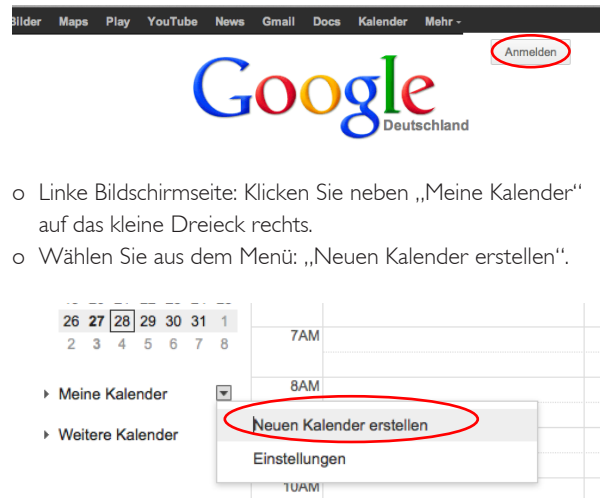 Bilder Maps Play YouTube News Gmail Docs Kalender Mehr
Anmelden
Google
Deutschland
o Linke Bildschirmseite: Klicken Sie neben „Meine Kalender“
auf das kleine Dreieck rechts.
o Wählen Sie aus dem Menü: „Neuen Kalender erstellen“.
26 27 28 29 30 31 1
2 3 4 5 6 7 8
7AM
Meine Kalender
8AM
Neuen Kalender erstellen
Weitere Kalender
Einstellungen
10AM